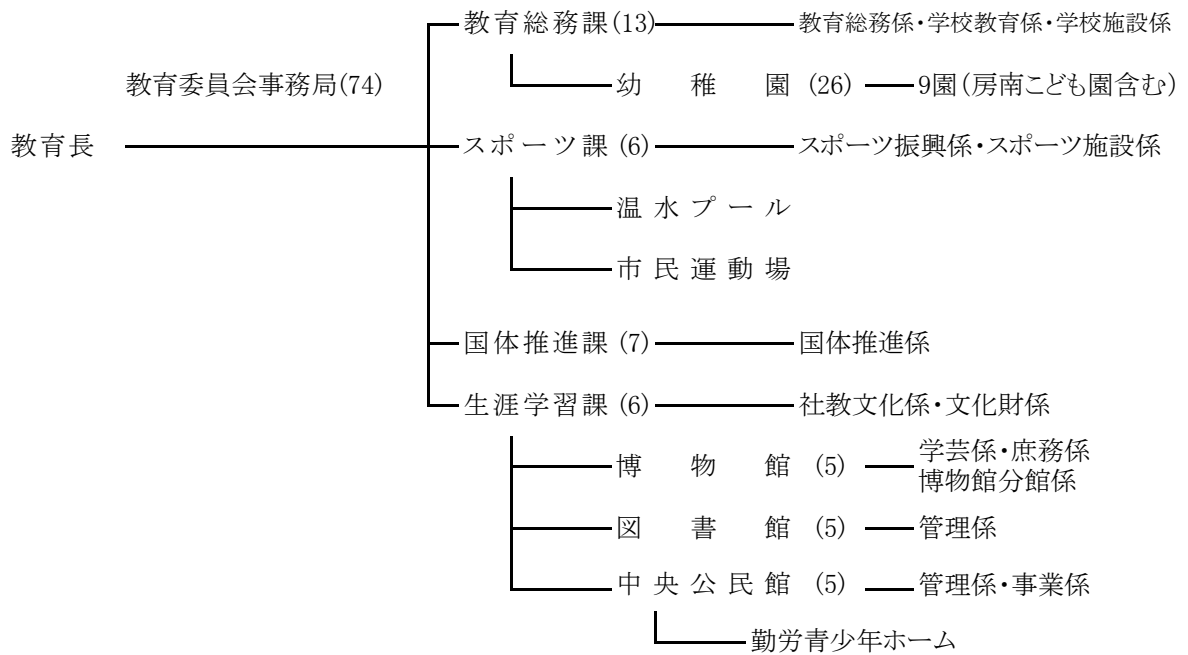 教育総務課(13) 教育総務係・学校教育係・学校施設係
教育委員会事務局(74) 幼稚園(26) 9園(房南こども園含む)
教育長 スポーツ課(6) スポーツ振興係・スポーツ施設係
温水プール
市民運動場
国体推進課(7) 国体推進係
生涯学習課(6) 社教文化係・文化財係
博物館(5) 学芸係・庶務係
博物館分館係
図書館(5) 管理係
中央公民館(5) 管理係・事業係
勤労青少年ホーム